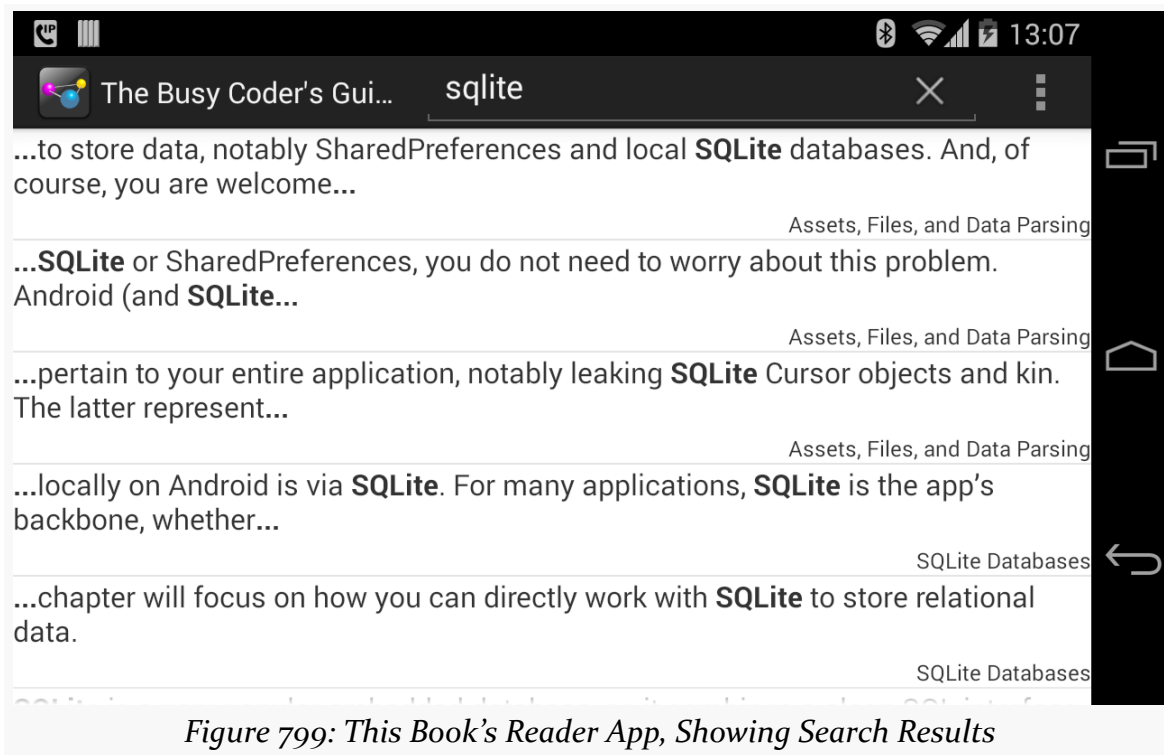 13:07
The Busy Coder's Gui... sqlite
...to store data, notably SharedPreferences and local SQLite databases. And, of
course, you are welcome...
Assets, Files, and Data Parsing
...SQLite or SharedPreferences, you do not need to worry about this problem.
Android (and SQLite...
Assets, Files, and Data Parsing
...pertain to your entire application, notably leaking SQLite Cursor objects and kin.
The latter represent...
Assets, Files, and Data Parsing
...locally on Android is via SQLite. For many applications, SQLite is the app’s
backbone, whether...
SQLite Databases
...chapter will focus on how you can directly work with SQLite to store relational
data.
SQLite Databases
Figure 799: This Book’s Reader App, Showing Search Results